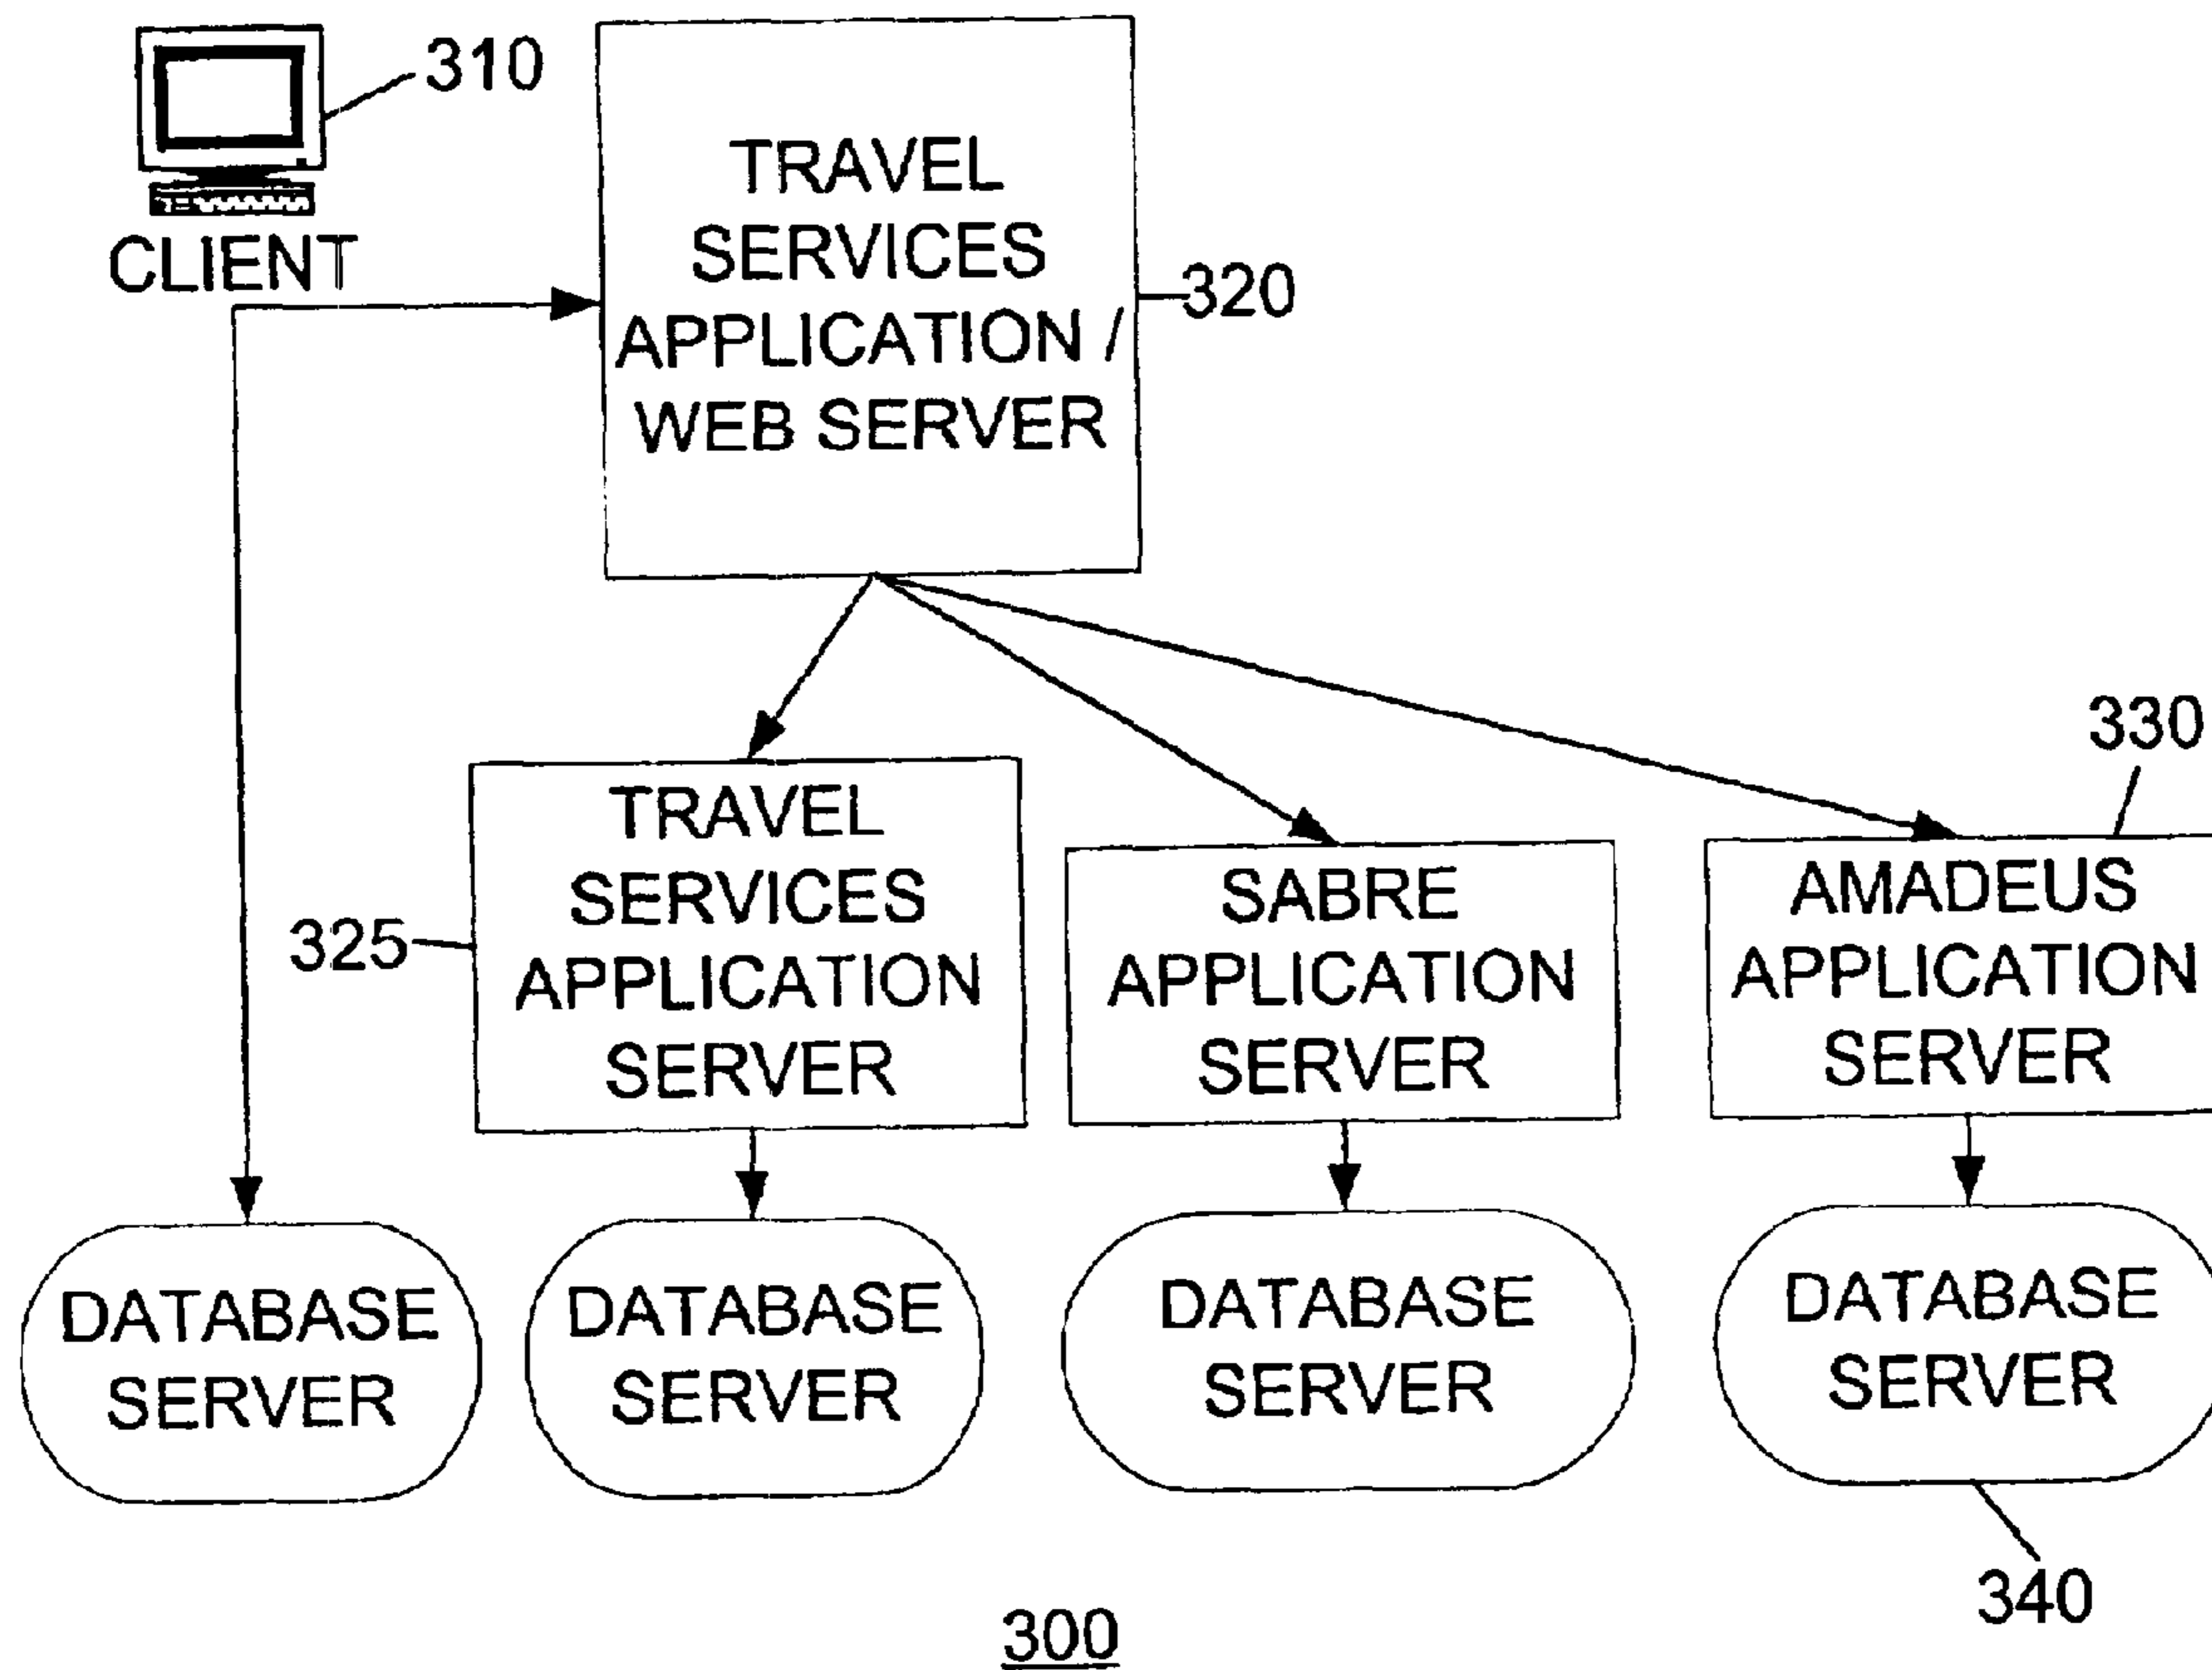 310
CLIENT
TRAVEL
SERVICES
APPLICATION /
WEB SERVER
320
330
TRAVEL
SERVICES
APPLICATION
SERVER
325
SABRE
APPLICATION
SERVER
AMADEUS
APPLICATION
SERVER
DATABASE
SERVER
DATABASE
SERVER
DATABASE
SERVER
DATABASE
SERVER
340
300